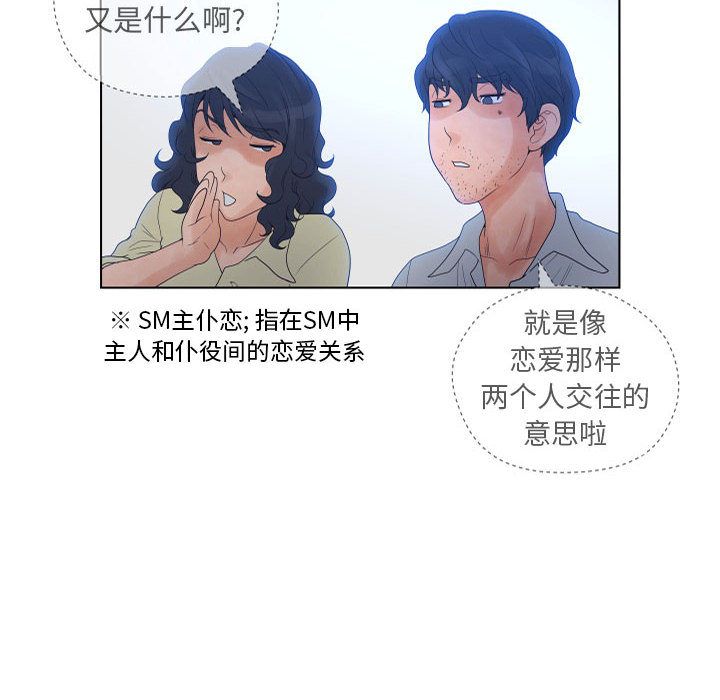 又是什么啊?
※ SM主仆恋; 指在SM中
主人和仆役间的恋爱关系
就是像
恋爱那样
两个人交往的
意思啦